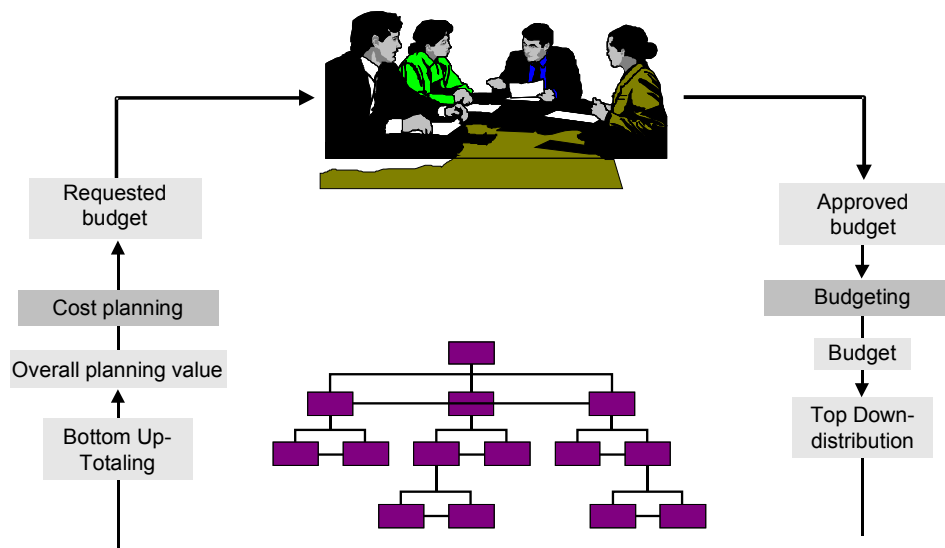 Requested
budget
Cost planning
Overall planning value
Bottom Up-
Totaling
Approved
budget
Budgeting
Budget
Top Down-
distribution